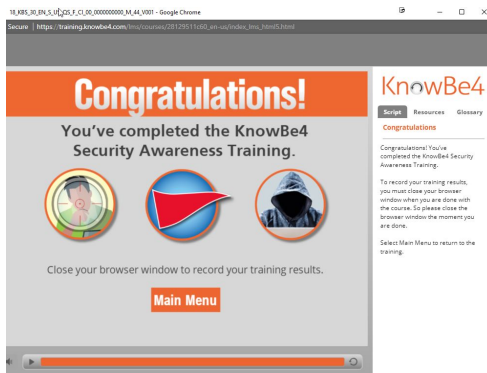 18_KBS_30_EN_S_U_QS_F_CI_00_0000000000_M_44_V001 - Google Chrome
Secure | https://training.knowbe4.com/lms/courses/28129511c60_en-us/index_lms_html5.html
Congratulations!
You've completed the KnowBe4
Security Awareness Training.
Close your browser window to record your training results.
Main Menu
KnowBe4
Script Resources Glossary
Congratulations
Congratulations! You've
completed the KnowBe4 Security
Awareness Training.
To record your training results,
you must close your browser
window when you are done with
the course. So please close the
browser window the moment you
are done.
Select Main Menu to return to the
training.